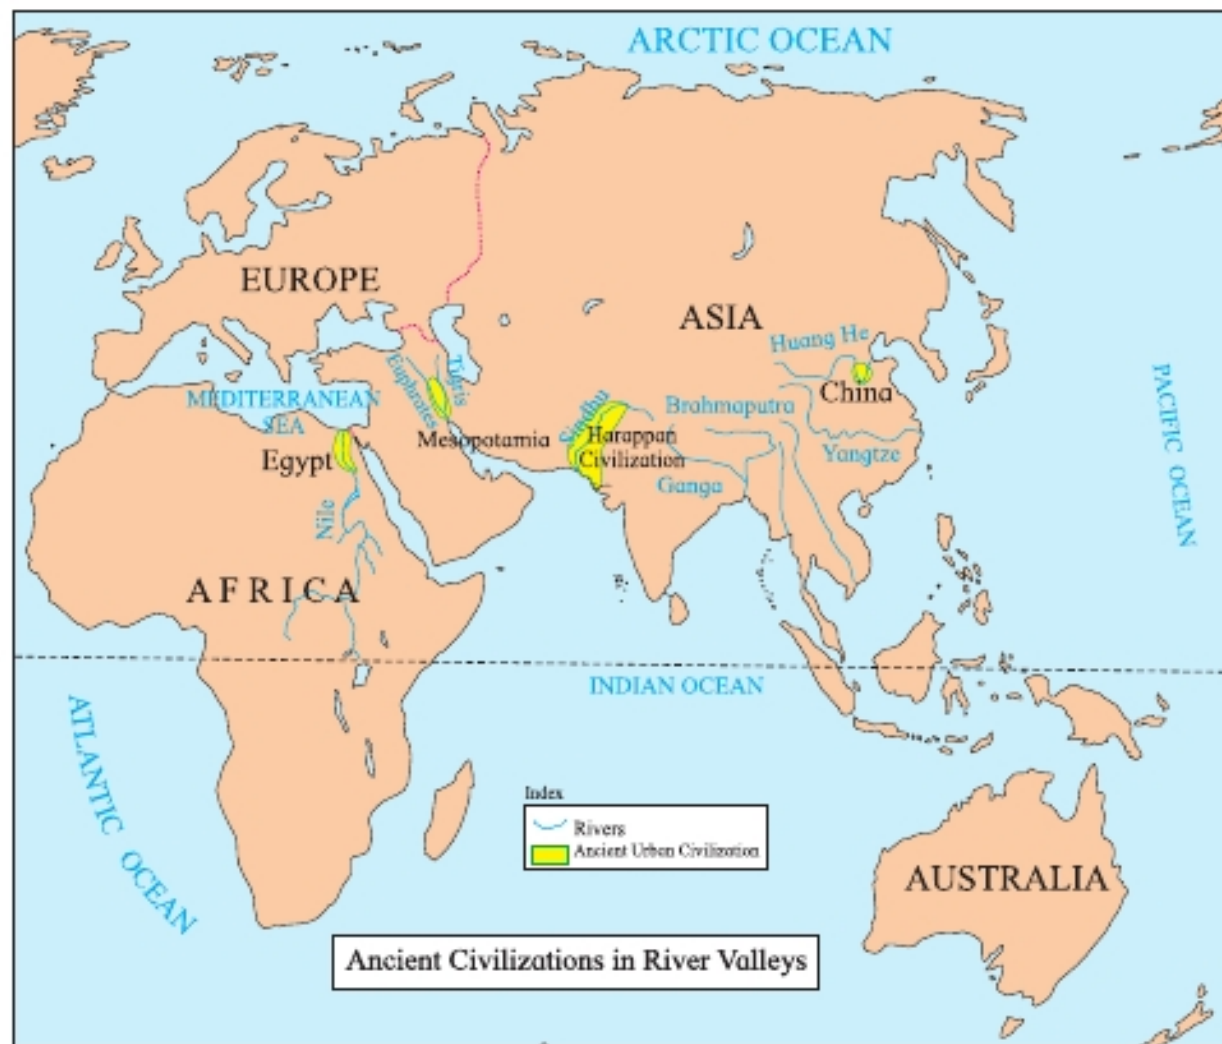 ARCTIC OCEAN
EUROPE
ASIA
Huang He
China
Tigris
Euphrates
MEDITERRANEAN
SEA
Mesopotamia
Sindhu
Harappan
Civilization
Brahmaputra
Yangtze
Ganga
Egypt
Nile
PACIFIC OCEAN
AFRICA
INDIAN OCEAN
ATLANTIC OCEAN
Index
Rivers
Ancient Urban Civilization
AUSTRALIA
Ancient Civilizations in River Valleys